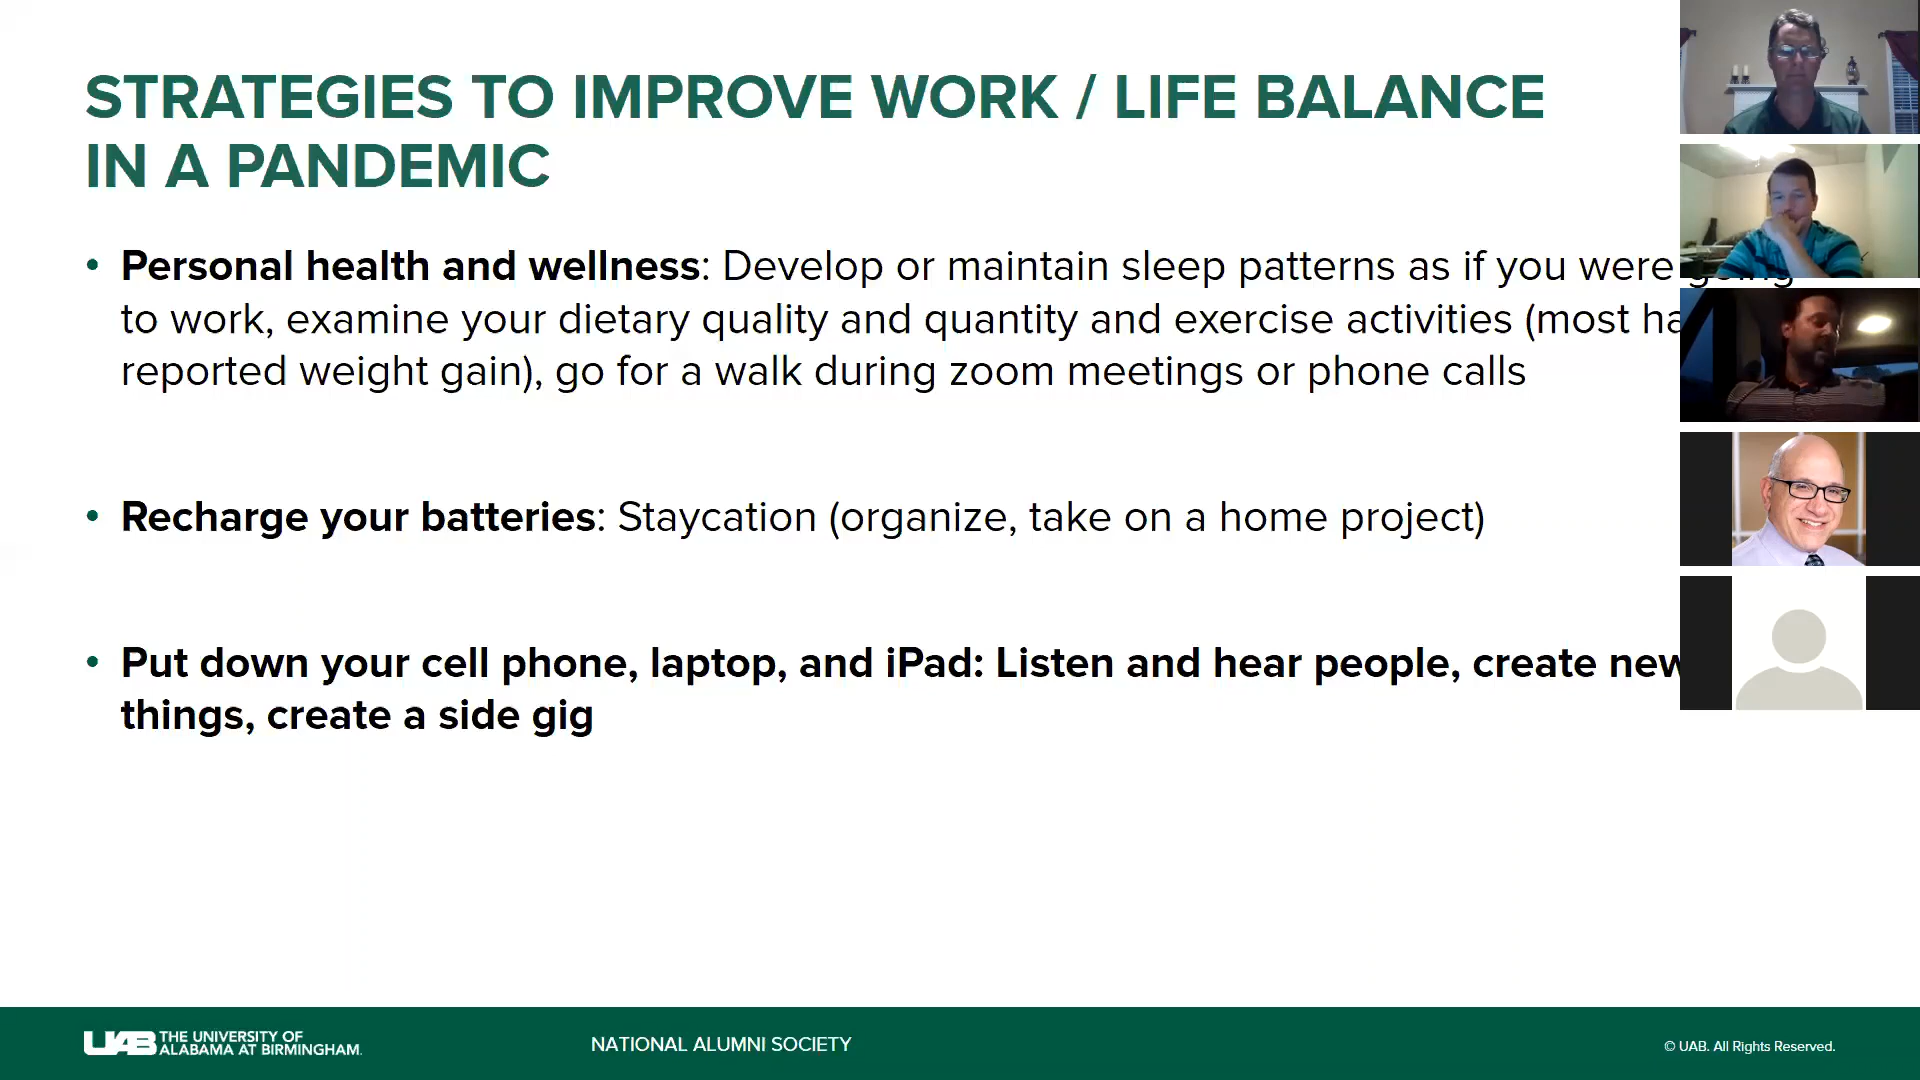 STRATEGIES TO IMPROVE WORK / LIFE BALANCE
IN A PANDEMIC
• Personal health and wellness: Develop or maintain sleep patterns as if you were going
to work, examine your dietary quality and quantity and exercise activities (most
reported weight gain), go for a walk during zoom meetings or phone calls
• Recharge your batteries: Staycation (organize, take on a home project)
• Put down your cell phone, laptop, and iPad: Listen and hear people, create new
things, create a side gig
UAB THE UNIVERSITY OF
ALABAMA AT BIRMINGHAM.
NATIONAL ALUMNI SOCIETY
© UAB. All Rights Reserved.